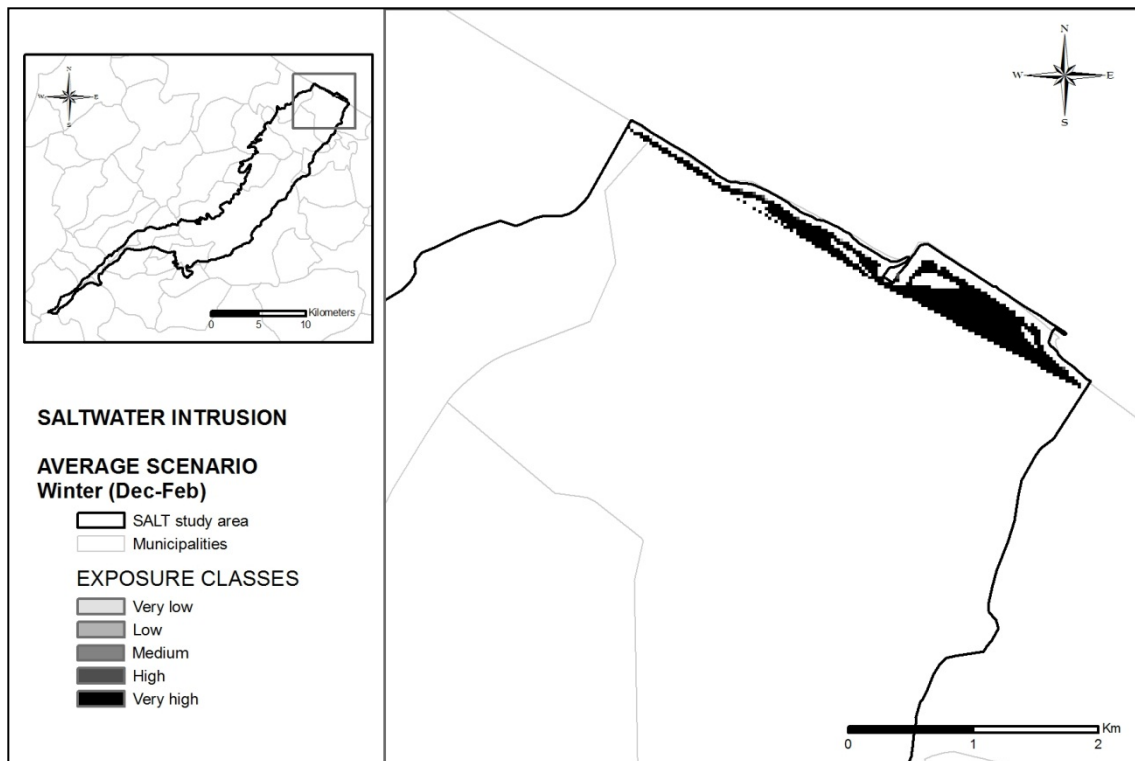 N
W E
S
0 5 10 Kilometers
SALTWATER INTRUSION
AVERAGE SCENARIO
Winter (Dec-Feb)
SALT study area
Municipalities
EXPOSURE CLASSES
Very low
Low
Medium
High
Very high
N
W E
S
Km
0 1 2